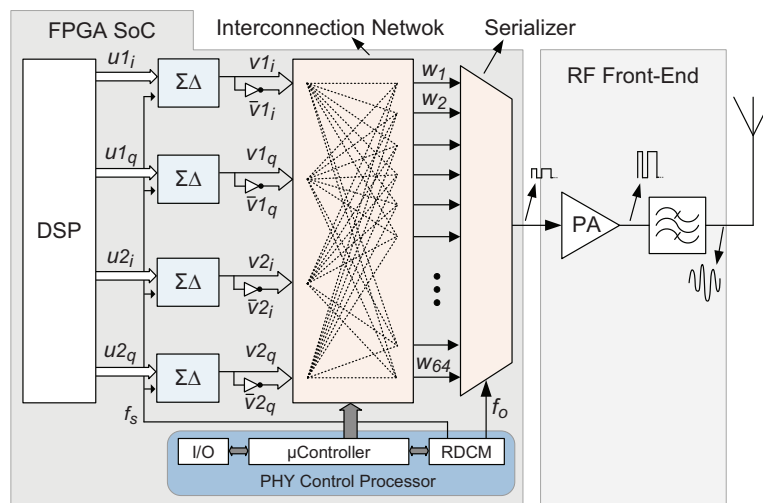 FPGA SoC
Interconnection Netwok
Serializer
RF Front-End
DSP
u1i
ΣΔ
v1i
v̄1i
u1q
ΣΔ
v1q
v̄1q
u2i
ΣΔ
v2i
v̄2i
u2q
ΣΔ
v2q
v̄2q
w1
w2
w64
PA
fs
fo
I/O
µController
RDCM
PHY Control Processor